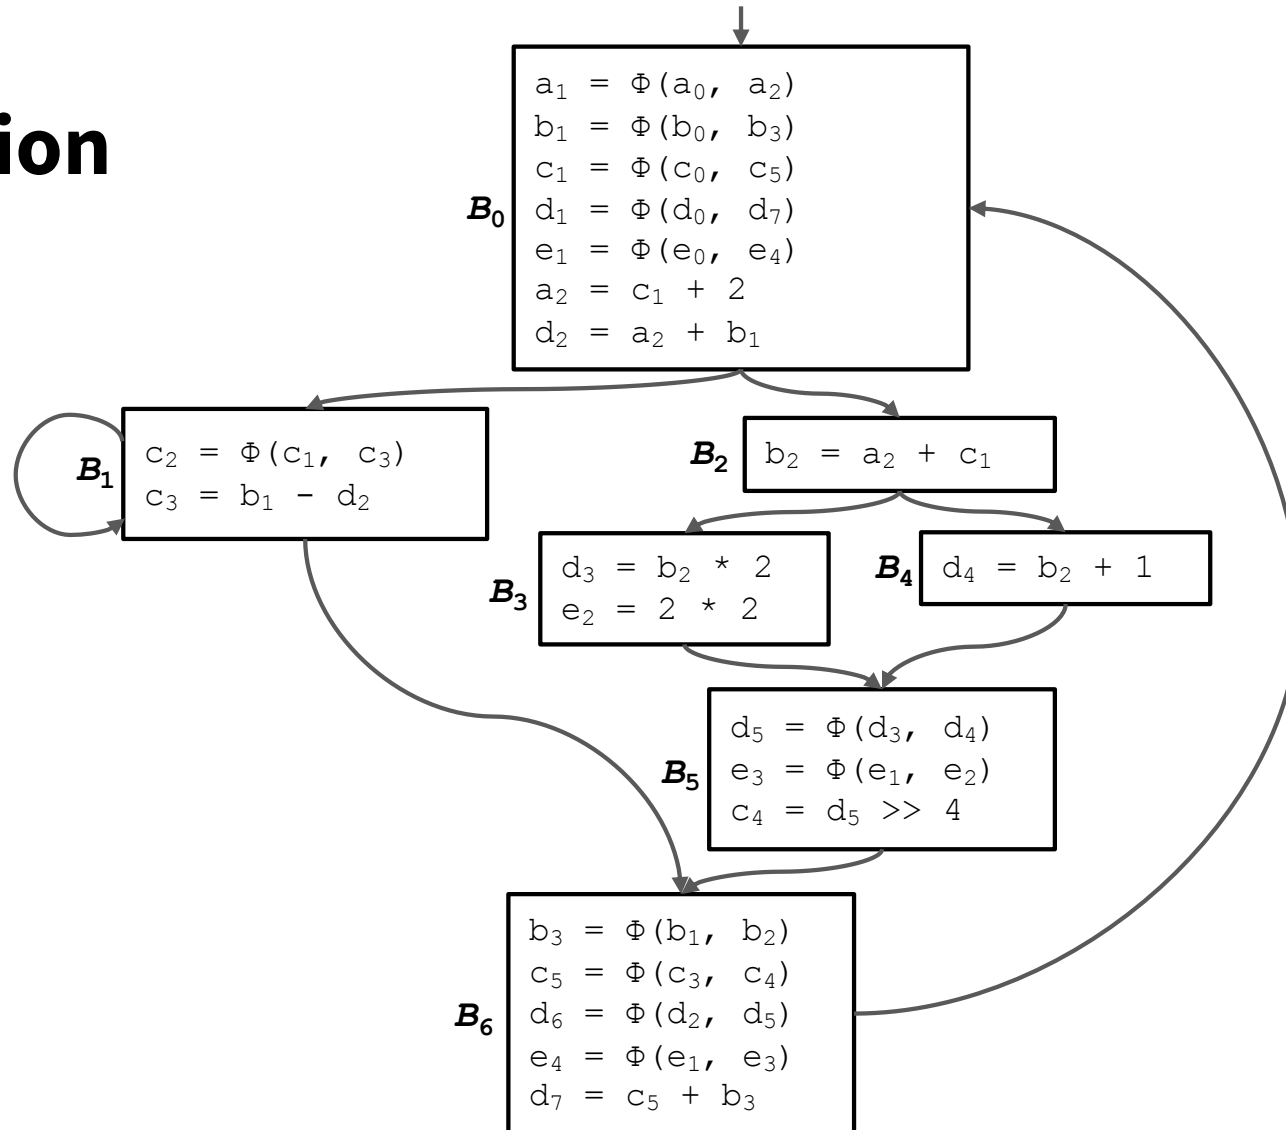 ion
B₀
a₁ = Φ(a₀, a₂)
b₁ = Φ(b₀, b₃)
c₁ = Φ(c₀, c₅)
d₁ = Φ(d₀, d₇)
e₁ = Φ(e₀, e₄)
a₂ = c₁ + 2
d₂ = a₂ + b₁
B₁
c₂ = Φ(c₁, c₃)
c₃ = b₁ - d₂
B₂
b₂ = a₂ + c₁
B₃
d₃ = b₂ * 2
e₂ = 2 * 2
B₄
d₄ = b₂ + 1
B₅
d₅ = Φ(d₃, d₄)
e₃ = Φ(e₁, e₂)
c₄ = d₅ >> 4
B₆
b₃ = Φ(b₁, b₂)
c₅ = Φ(c₃, c₄)
d₆ = Φ(d₂, d₅)
e₄ = Φ(e₁, e₃)
d₇ = c₅ + b₃